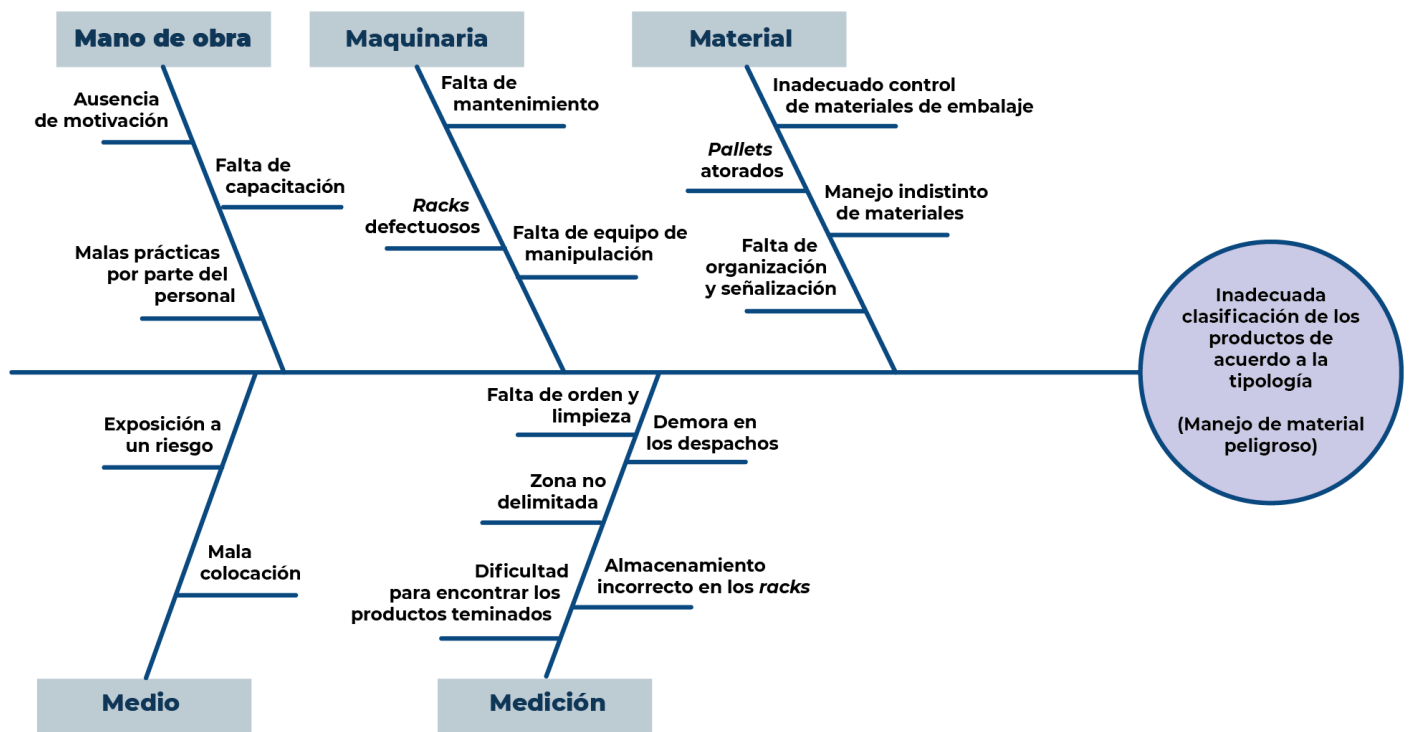 Mano de obra
Maquinaria
Material
Ausencia
de motivación
Falta de
capacitación
Malas prácticas
por parte del
personal
Falta de
mantenimiento
Racks
defectuosos
Falta de equipo de
manipulación
Inadecuado control
de materiales de embalaje
Pallets
atorados
Manejo indistinto
de materiales
Falta de
organización
y señalización
Inadecuada
clasificación de los
productos de
acuerdo a la
tipología
(Manejo de material
peligroso)
Exposición a
un riesgo
Mala
colocación
Falta de orden y
limpieza
Demora en
los despachos
Zona no
delimitada
Dificultad
para encontrar los
productos teminados
Almacenamiento
incorrecto en los racks
Medio
Medición